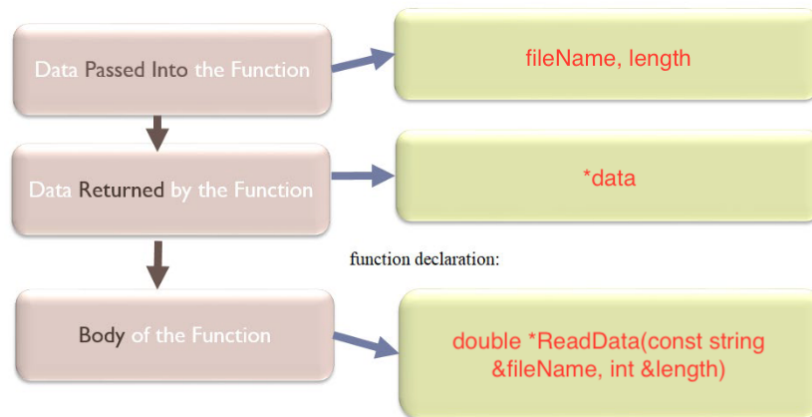 Data Passed Into the Function
fileName, length
Data Returned by the Function
*data
function declaration:
Body of the Function
double *ReadData(const string
&fileName, int &length)